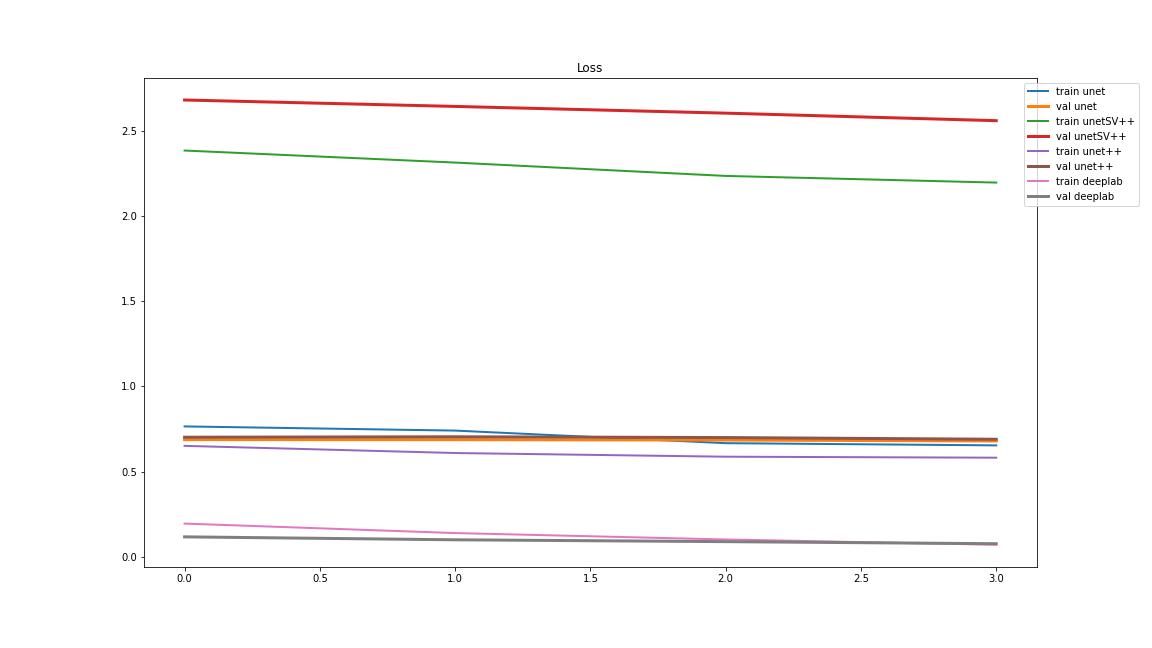 Loss
train unet
val unet
train unetSV++
val unetSV++
train unet++
val unet++
train deeplab
val deeplab
2.5
2.0
1.5
1.0
0.5
0.0
0.0 0.5 1.0 1.5 2.0 2.5 3.0